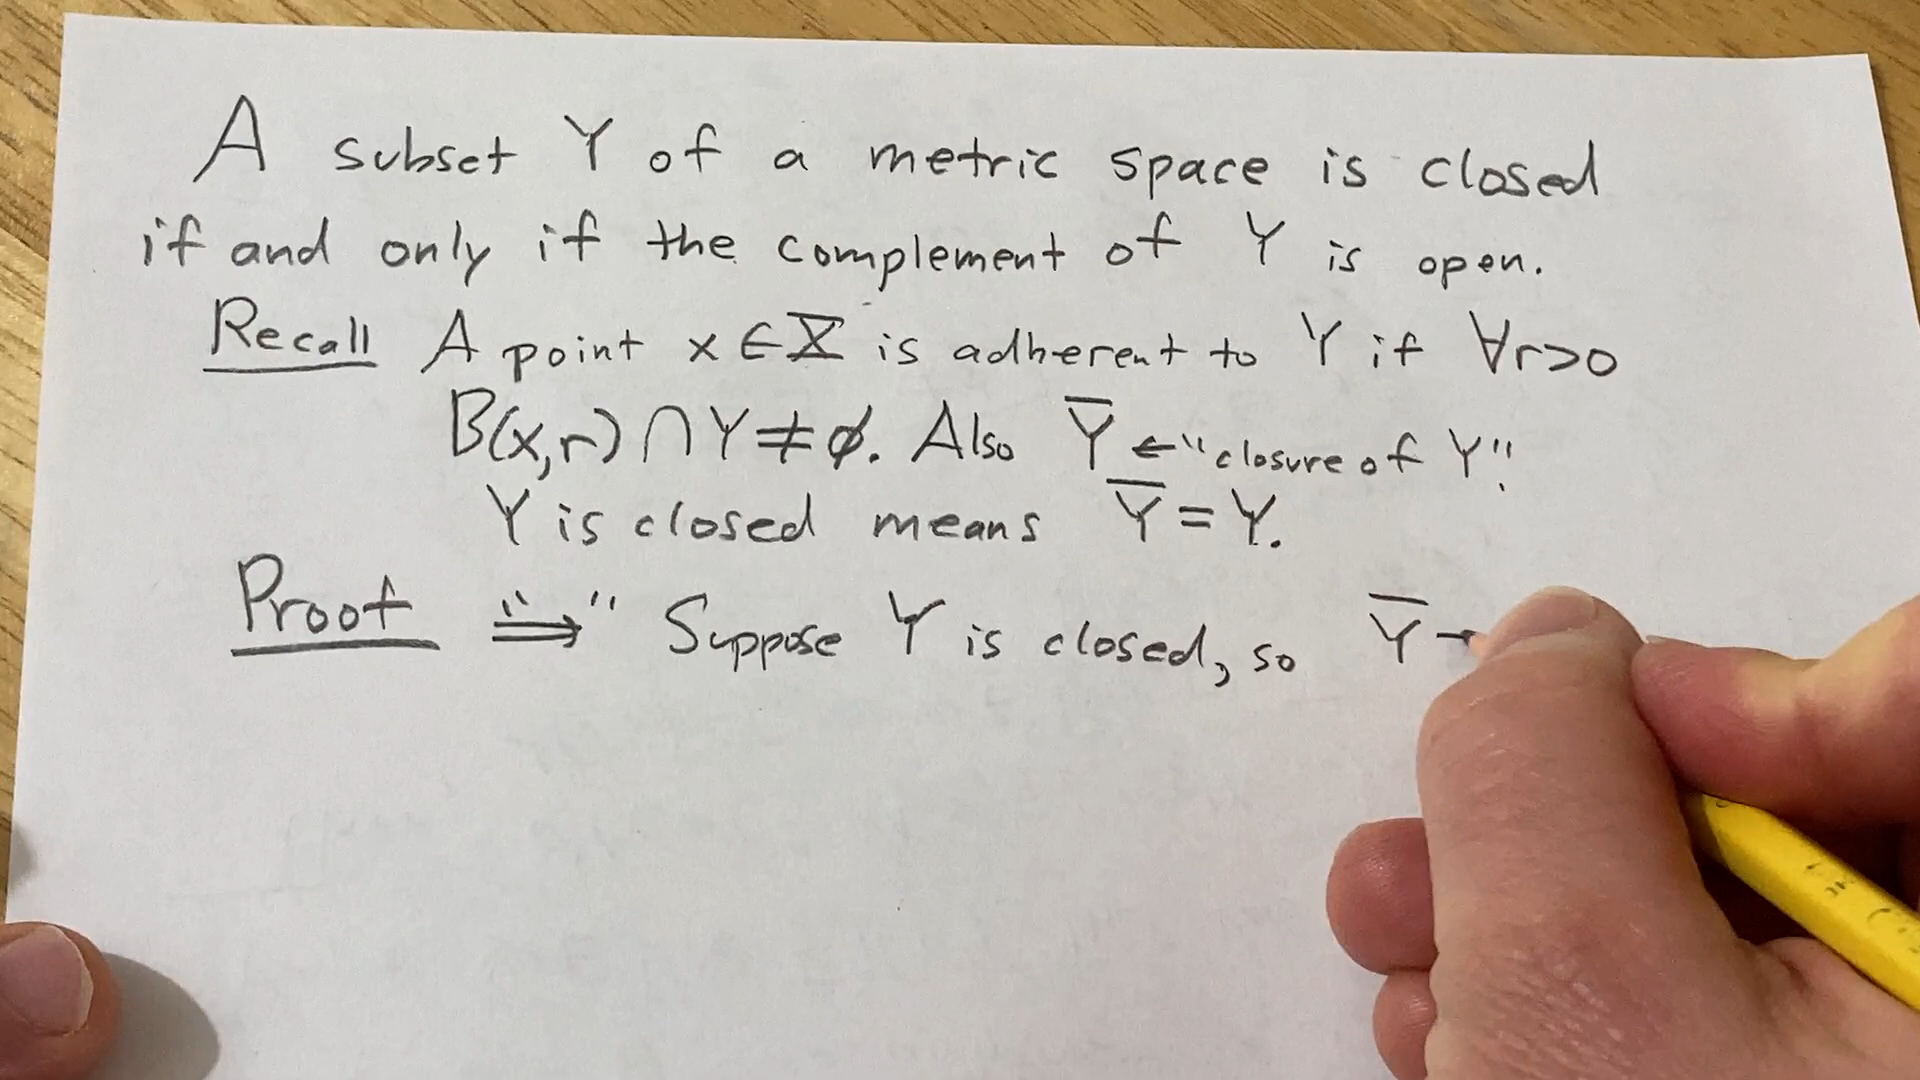 A subset Y of a metric space is closed
if and only if the complement of Y is open.
Recall A point x ∈ X is adherent to Y if ∀r>0
B(x,r) ∩ Y ≠ ∅. Also Y̅ ← "closure of Y".
Y is closed means Y̅ = Y.
Proof "⇒" Suppose Y is closed, so Y̅